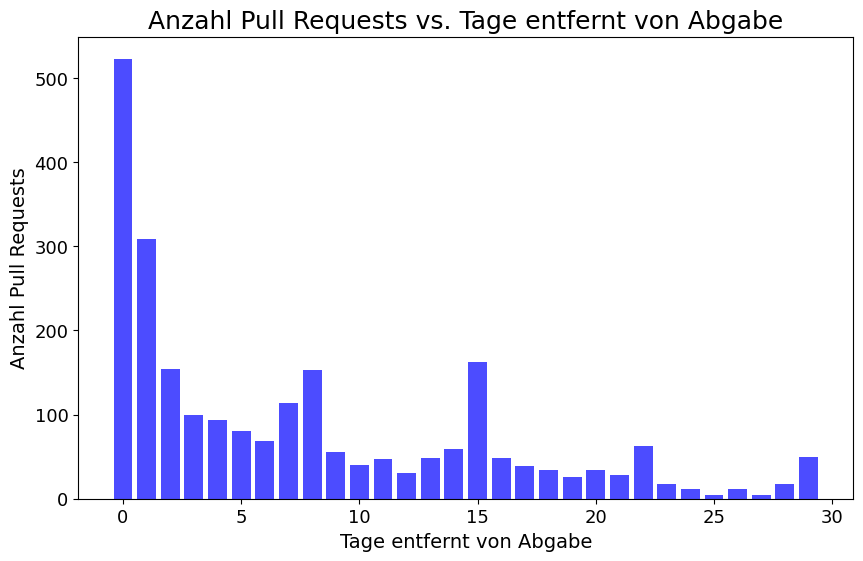 Anzahl Pull Requests vs. Tage entfernt von Abgabe
Anzahl Pull Requests
500
400
300
200
100
0
0 5 10 15 20 25 30
Tage entfernt von Abgabe